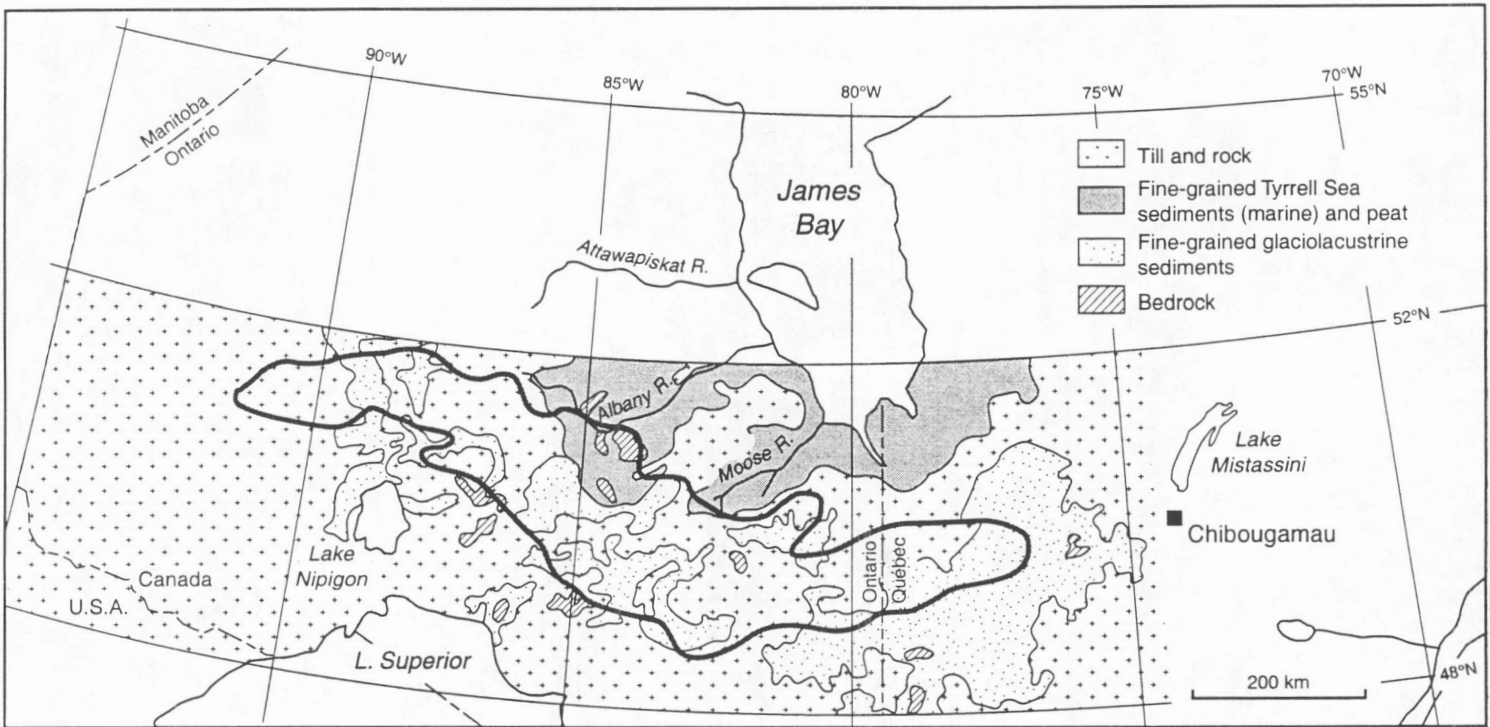 90°W
85°W
80°W
75°W
70°W
55°N
Manitoba
Ontario
James
Bay
Till and rock
Fine-grained Tyrrell Sea
sediments (marine) and peat
Fine-grained glaciolacustrine
sediments
Bedrock
Attawapiskat R.
52°N
Albany R.
Moose R.
Lake
Mistassini
Chibougamau
Lake
Nipigon
Ontario
Quebec
Canada
U.S.A.
L. Superior
200 km
48°N